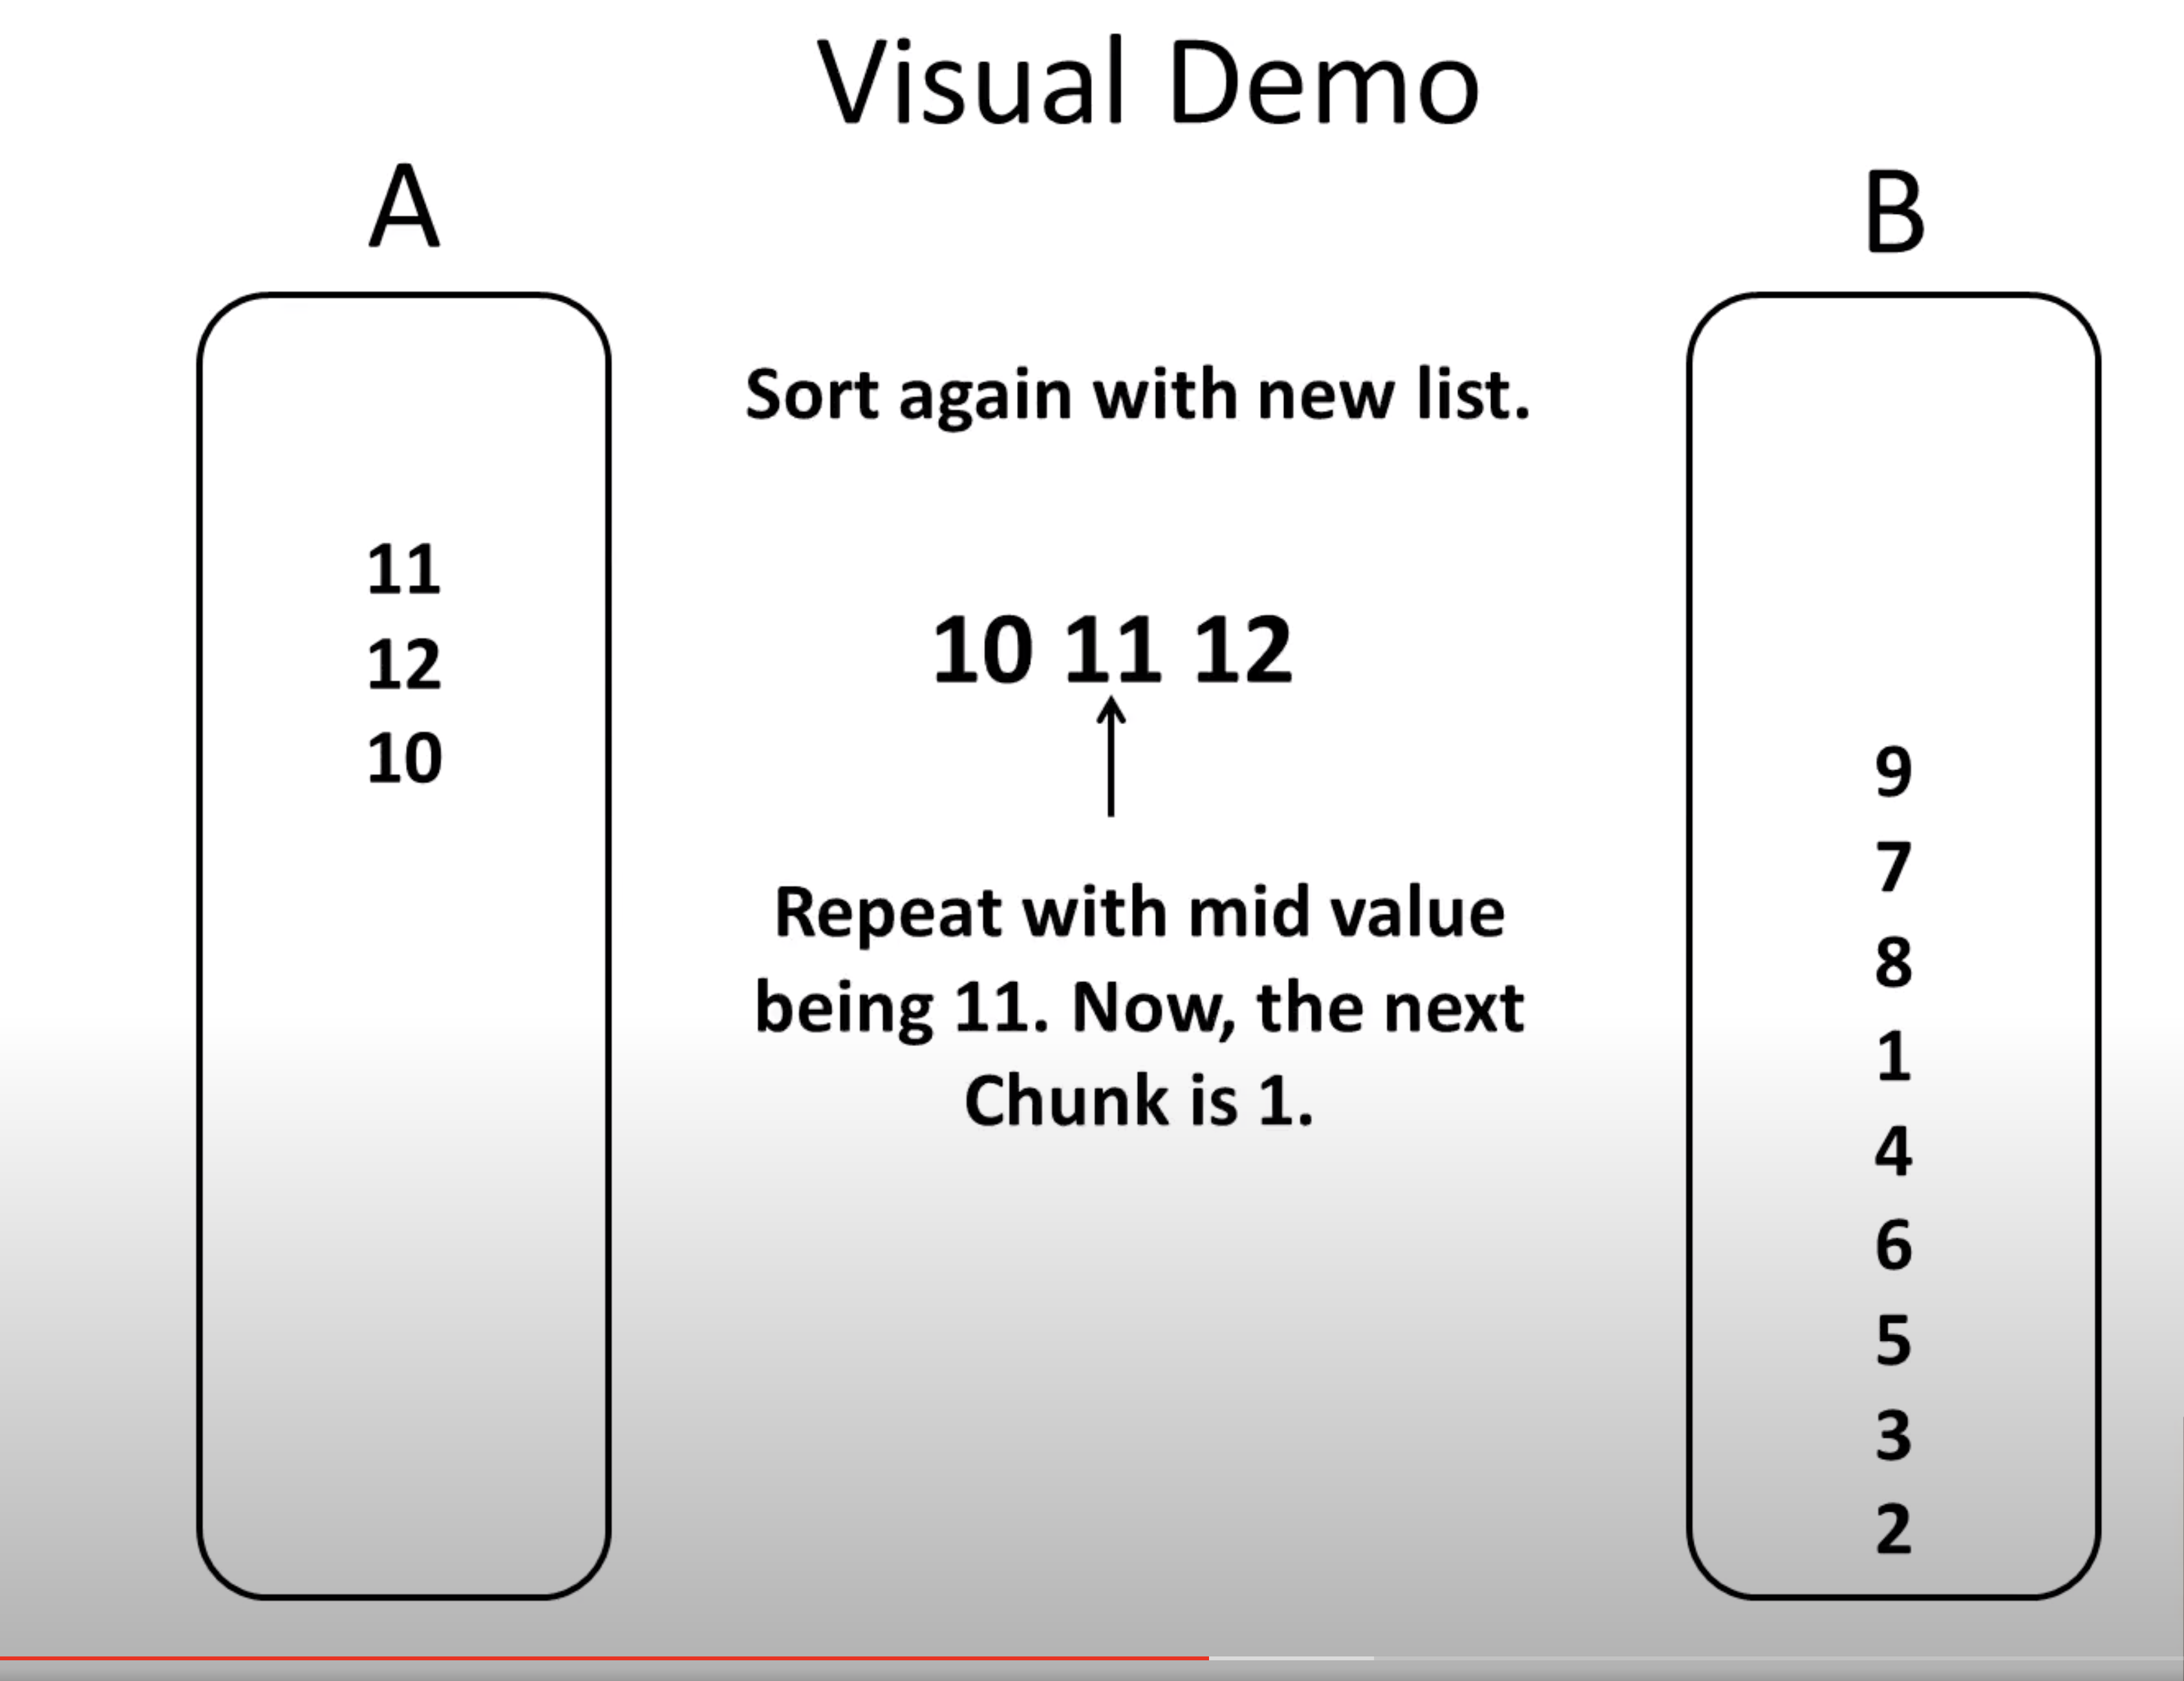 Visual Demo
A
B
Sort again with new list.
11
12
10
10 11 12
Repeat with mid value
being 11. Now, the next
Chunk is 1.
9
7
8
1
4
6
5
3
2